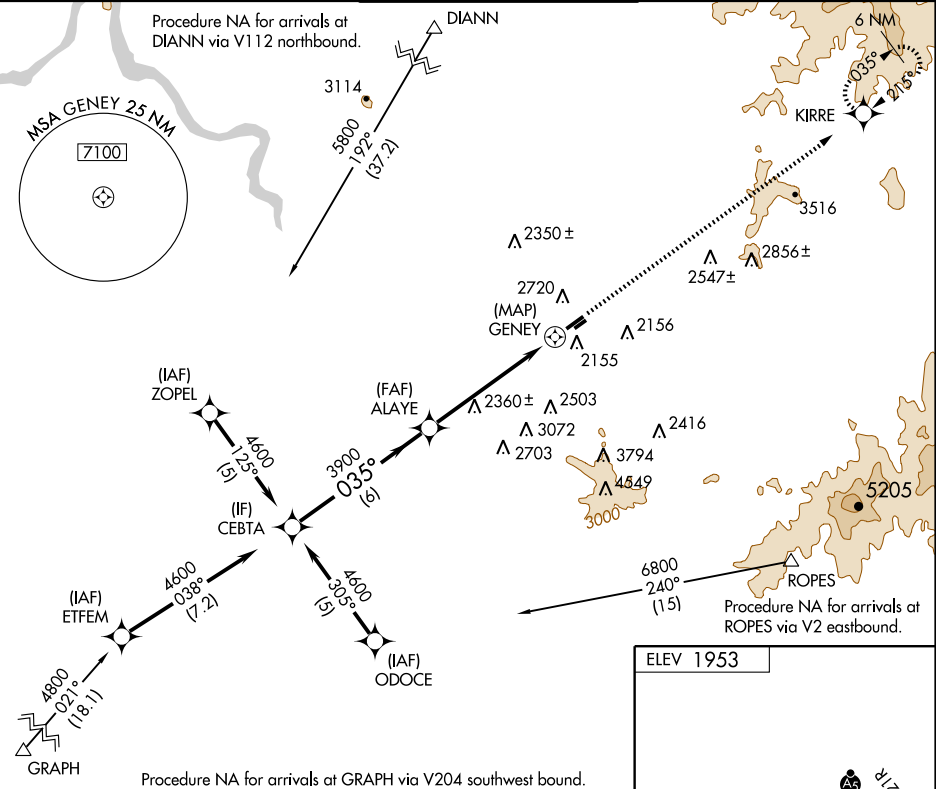 Procedure NA for arrivals at
DIANN via V112 northbound.
DIANN
6 NM
035°
215°
KIRRE
3114
MSA GENEY 25 NM
7100
5800
192°
(37.2)
3516
2350 ±
2856 ±
2547 ±
2720
(MAP)
GENEY
2156
2155
(IAF)
ZOPEL
(FAF)
ALAYE
2360 ±
2503
3072
2703
2416
3794
4549
3000
5205
4600
125°
(5)
3900
035°
(6)
(IF)
CEBTA
4600
038°
(7.2)
(IAF)
ETFEM
4600
305°
(5)
(IAF)
ODOCE
6800
240°
(15)
ROPES
Procedure NA for arrivals at
ROPES via V2 eastbound.
4800
021°
(18.1)
GRAPH
Procedure NA for arrivals at GRAPH via V204 southwest bound.
ELEV 1953
A5
21R